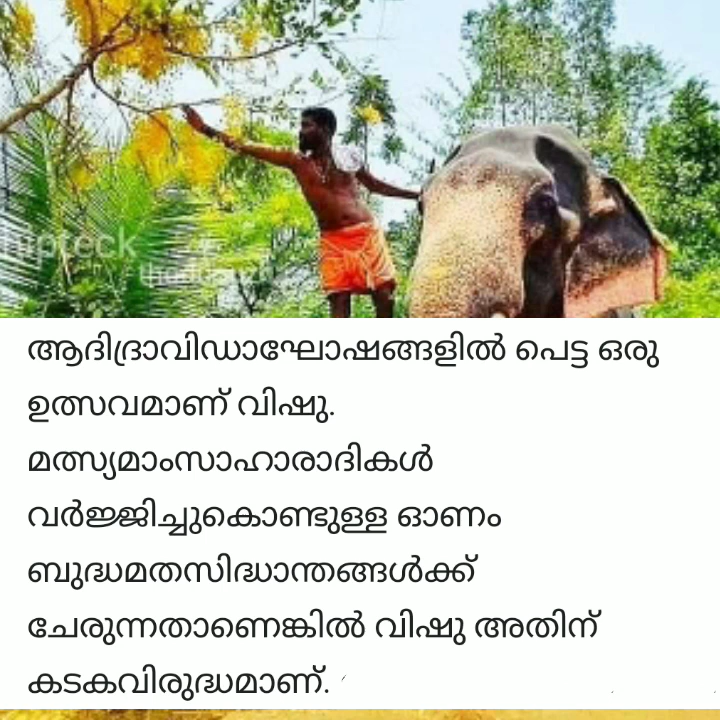 ആദിദ്രാവിഡാഘോഷങ്ങളിൽ പെട്ട ഒരു
ഉത്സവമാണ് വിഷു.
മത്സ്യമാംസാഹാരാദികൾ
വർജ്ജിച്ചുകൊണ്ടുള്ള ഓണം
ബുദ്ധമതസിദ്ധാന്തങ്ങൾക്ക്
ചേരുന്നതാണെങ്കിൽ വിഷു അതിന്
കടകവിരുദ്ധമാണ്.